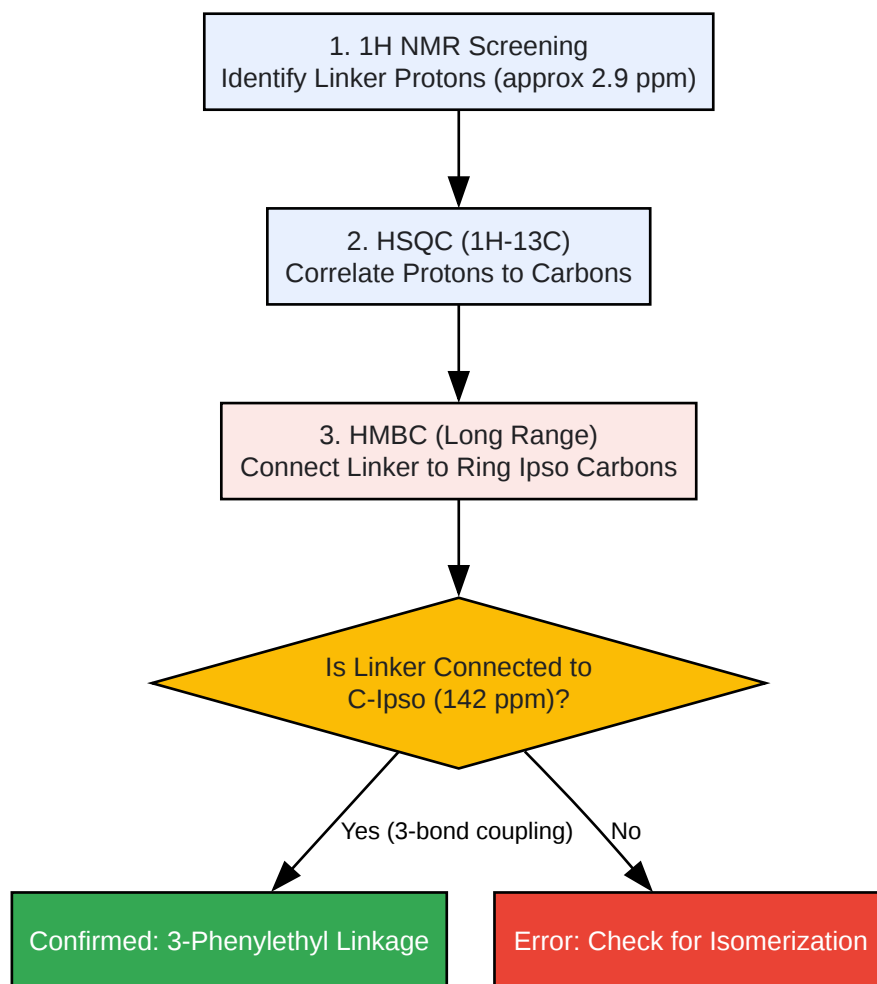 1. 1H NMR Screening
Identify Linker Protons (approx 2.9 ppm)
2. HSQC (1H-13C)
Correlate Protons to Carbons
3. HMBC (Long Range)
Connect Linker to Ring Ipso Carbons
Is Linker Connected to
C-Ipso (142 ppm)?
Yes (3-bond coupling)
No
Confirmed: 3-Phenylethyl Linkage
Error: Check for Isomerization